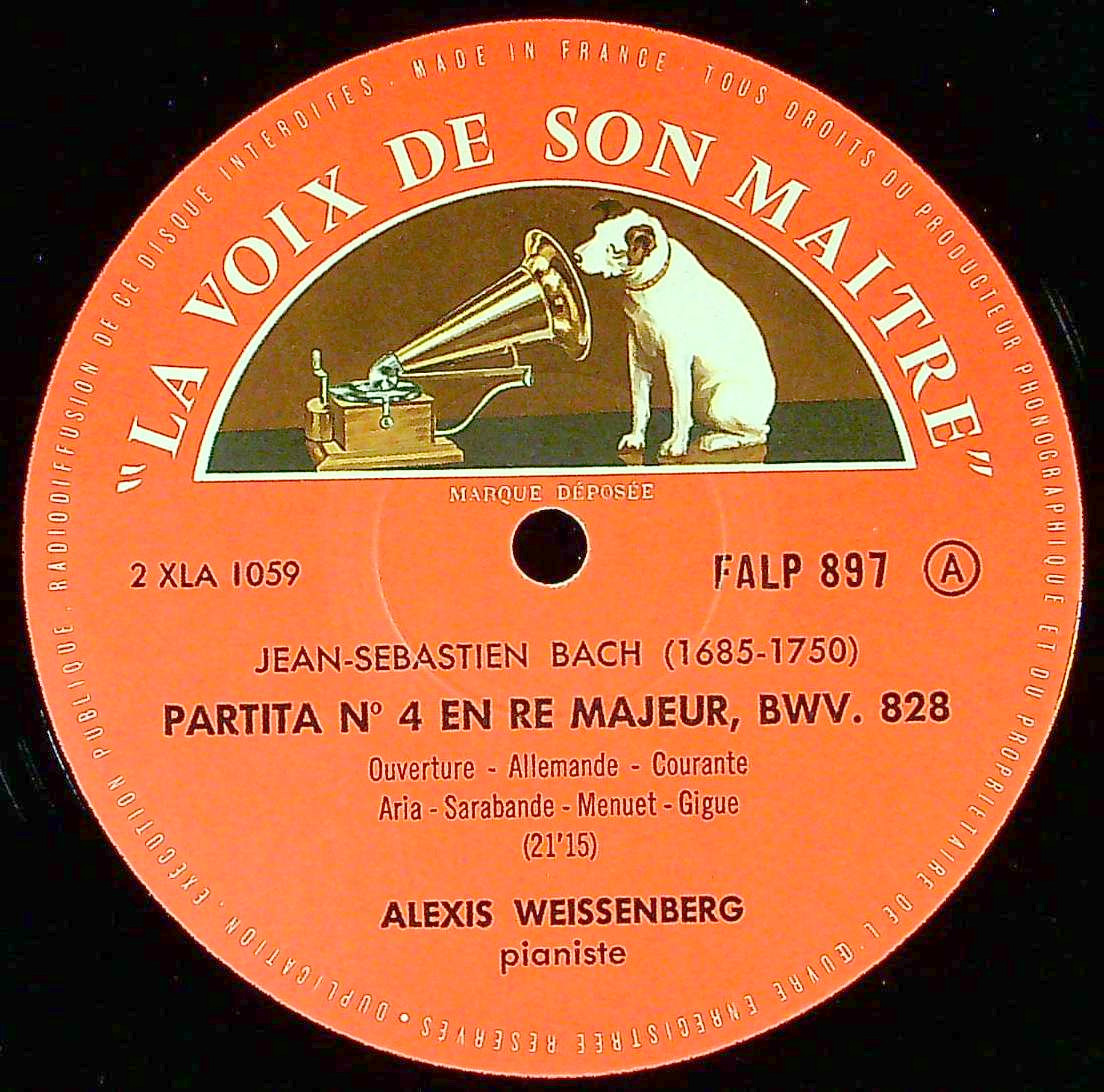 MADE IN FRANCE . TOUS DROITS DU PRODUCTEUR PHONOGRAPHIQUE ET DU PROPRIETAIRE DE L'ŒUVRE ENREGISTREE RESERVES • DUPLICATION . EXECUTION PUBLIQUE . RADIODIFFUSION DE CE DISQUE INTERDITES .
"LA VOIX DE SON MAITRE"
MARQUE DÉPOSÉE
2 XLA 1059
FALP 897 A
JEAN-SEBASTIEN BACH (1685-1750)
PARTITA Nº 4 EN RE MAJEUR, BWV. 828
Ouverture - Allemande - Courante
Aria - Sarabande - Menuet - Gigue
(21'15)
ALEXIS WEISSENBERG
pianiste